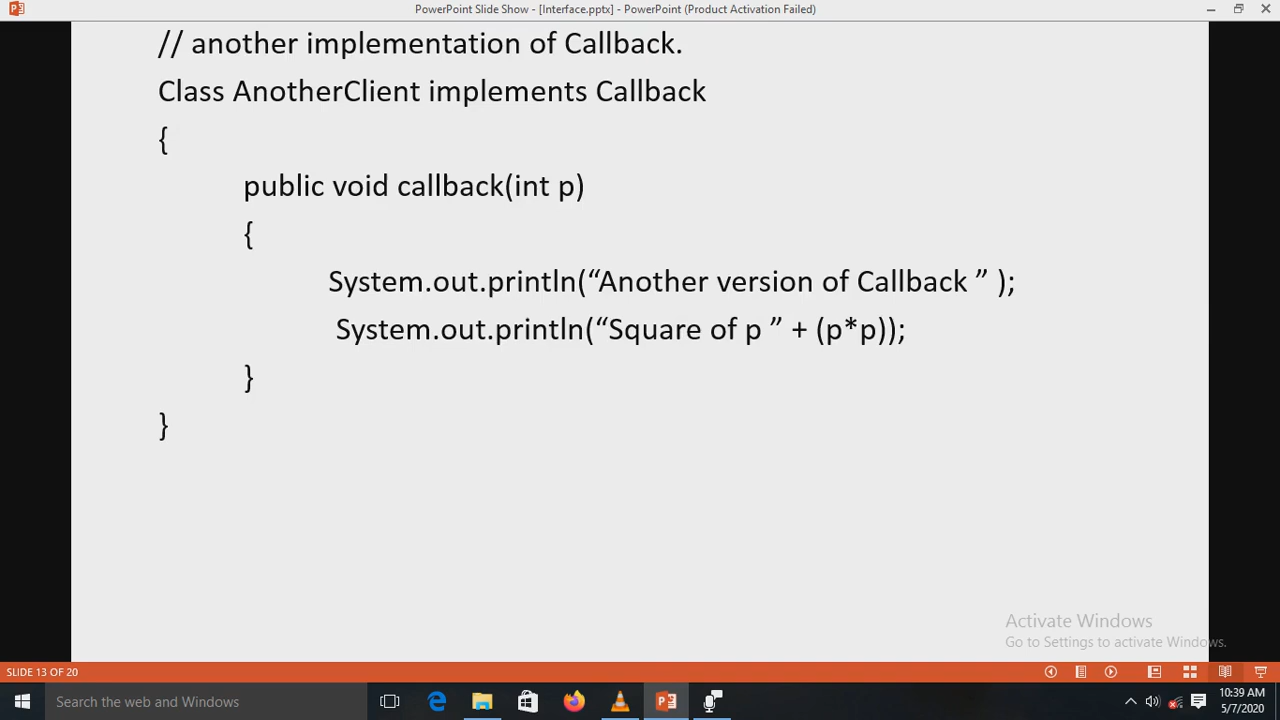 PowerPoint Slide Show - [Interface.pptx] - PowerPoint (Product Activation Failed)
// another implementation of Callback.
Class AnotherClient implements Callback
{
public void callback(int p)
{
System.out.println(“Another version of Callback ” );
System.out.println(“Square of p ” + (p*p));
}
}
Activate Windows
Go to Settings to activate Windows.
SLIDE 13 OF 20
Search the web and Windows
10:39 AM
5/7/2020